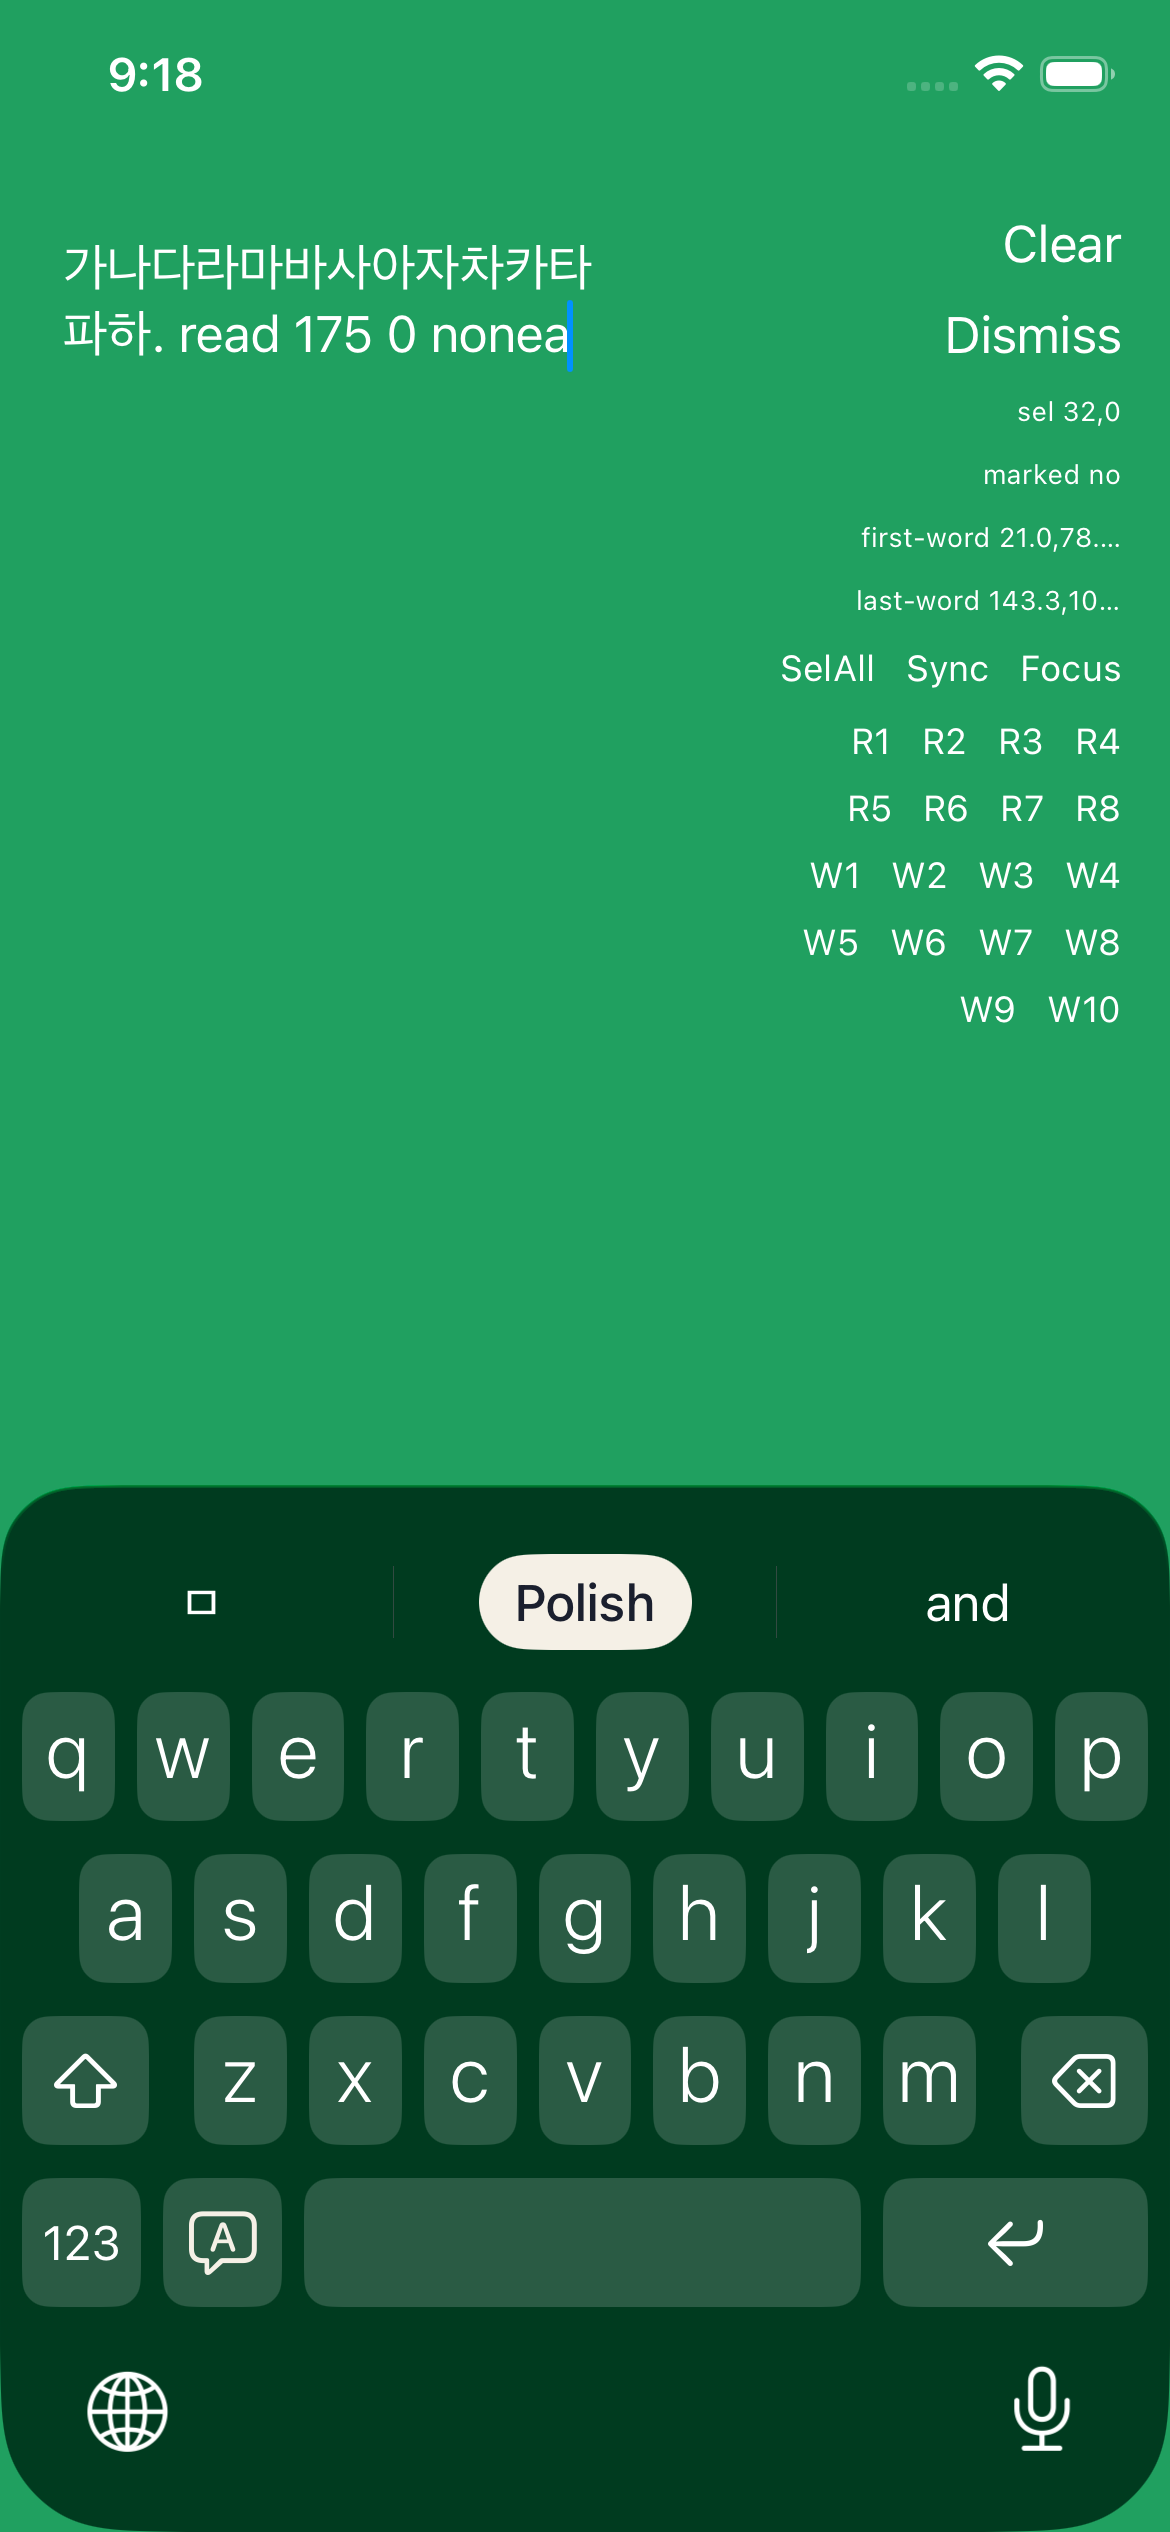 9:18
가나다라마바사아자차카타
파하. read 175 0 nonea
Clear
Dismiss
sel 32,0
marked no
first-word 21.0,78....
last-word 143.3,10...
SelAll Sync Focus
R1 R2 R3 R4
R5 R6 R7 R8
W1 W2 W3 W4
W5 W6 W7 W8
W9 W10
ㅁ Polish and
q w e r t y u i o p
a s d f g h j k l
z x c v b n m
123 A